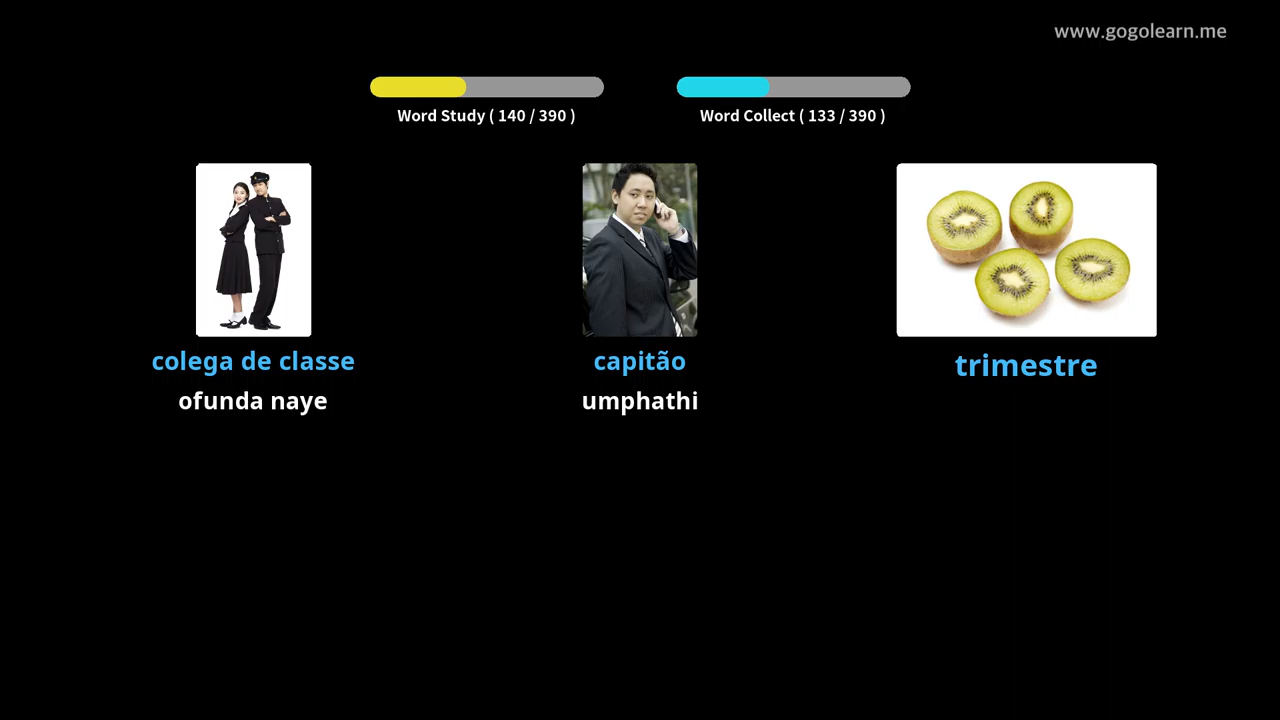 www.gogolearn.me
Word Study ( 140 / 390 )
Word Collect ( 133 / 390 )
colega de classe
capitão
trimestre
ofunda naye
umphathi